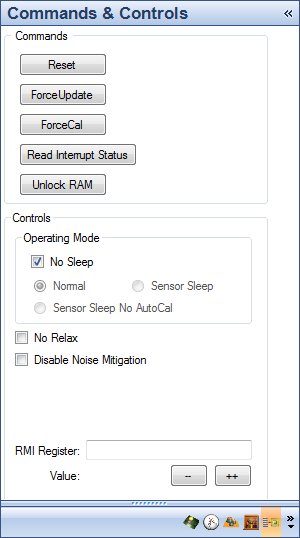 Commands & Controls «
Commands
Reset
ForceUpdate
ForceCal
Read Interrupt Status
Unlock RAM
Controls
Operating Mode
No Sleep
Normal Sensor Sleep
Sensor Sleep No AutoCal
No Relax
Disable Noise Mitigation
RMI Register:
Value: -- ++
»